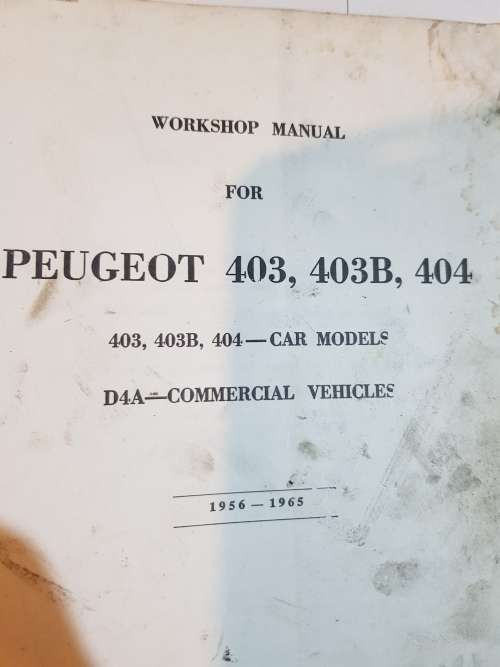 WORKSHOP MANUAL
FOR
PEUGEOT 403, 403B, 404
403, 403B, 404—CAR MODELS
D4A—COMMERCIAL VEHICLES
1956 — 1965